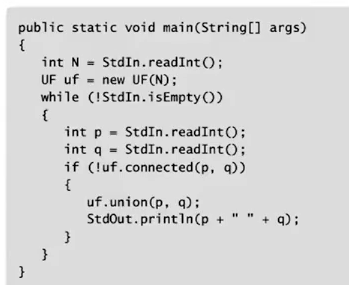 public static void main(String[] args)
{
int N = StdIn.readInt();
UF uf = new UF(N);
while (!StdIn.isEmpty())
{
int p = StdIn.readInt();
int q = StdIn.readInt();
if (!uf.connected(p, q))
{
uf.union(p, q);
StdOut.println(p + " " + q);
}
}
}